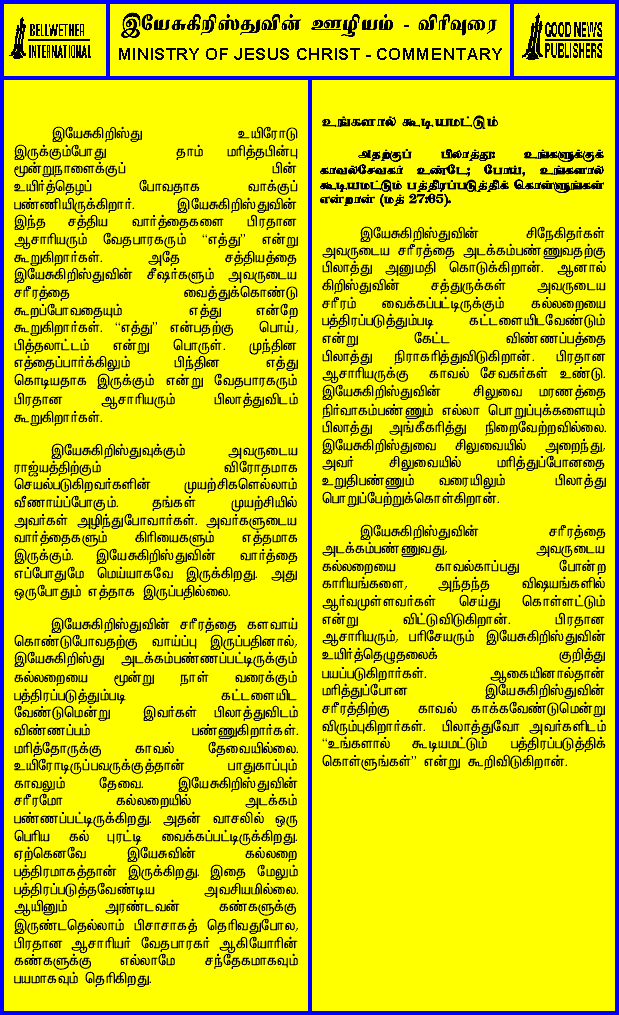 BELLWETHER
INTERNATIONAL
இயேசுகிறிஸ்துவின் ஊழியம் - விரிவுரை
MINISTRY OF JESUS CHRIST - COMMENTARY
GOOD NEWS
PUBLISHERS
இயேசுகிறிஸ்து உயிரோடு
இருக்கும்போது தாம் மரித்தபின்பு
மூன்றுநாளைக்குப் பின்
உயிர்த்தெழப் போவதாக வாக்குப்
பண்ணியிருக்கிறார். இயேசுகிறிஸ்துவின்
இந்த சத்திய வார்த்தைகளை பிரதான
ஆசாரியரும் வேதபாரகரும் “எத்து” என்று
கூறுகிறார்கள். அதே சத்தியத்தை
இயேசுகிறிஸ்துவின் சீஷர்களும் அவருடைய
சரீரத்தை வைத்துக்கொண்டு
கூறப்போவதையும் எத்து என்றே
கூறுகிறார்கள். “எத்து” என்பதற்கு பொய்,
பித்தலாட்டம் என்று பொருள். முந்தின
எத்தைப்பார்க்கிலும் பிந்தின எத்து
கொடியதாக இருக்கும் என்று வேதபாரகரும்
பிரதான ஆசாரியரும் பிலாத்துவிடம்
கூறுகிறார்கள்.
இயேசுகிறிஸ்துவுக்கும் அவருடைய
ராஜ்யத்திற்கும் விரோதமாக
செயல்படுகிறவர்களின் முயற்சிகளெல்லாம்
வீணாய்ப்போகும். தங்கள் முயற்சியில்
அவர்கள் அழிந்துபோவார்கள். அவர்களுடைய
வார்த்தைகளும் கிரியைகளும் எத்தமாக
இருக்கும். இயேசுகிறிஸ்துவின் வார்த்தை
எப்போதுமே மெய்யாகவே இருக்கிறது. அது
ஒருபோதும் எத்தாக இருப்பதில்லை.
இயேசுகிறிஸ்துவின் சரீரத்தை களவாய்
கொண்டுபோவதற்கு வாய்ப்பு இருப்பதினால்,
இயேசுகிறிஸ்து அடக்கம்பண்ணப்பட்டிருக்கும்
கல்லறையை மூன்று நாள் வரைக்கும்
பத்திரப்படுத்தும்படி கட்டளையிட
வேண்டுமென்று இவர்கள் பிலாத்துவிடம்
விண்ணப்பம் பண்ணுகிறார்கள்.
மரித்தோருக்கு காவல் தேவையில்லை.
உயிரோடிருப்பவருக்குத்தான் பாதுகாப்பும்
காவலும் தேவை. இயேசுகிறிஸ்துவின்
சரீரமோ கல்லறையில் அடக்கம்
பண்ணப்பட்டிருக்கிறது. அதன் வாசலில் ஒரு
பெரிய கல் புரட்டி வைக்கப்பட்டிருக்கிறது.
ஏற்கெனவே இயேசுவின் கல்லறை
பத்திரமாகத்தான் இருக்கிறது. இதை மேலும்
பத்திரப்படுத்தவேண்டிய அவசியமில்லை.
ஆயினும் அரண்டவன் கண்களுக்கு
இருண்டதெல்லாம் பிசாசாகத் தெரிவதுபோல,
பிரதான ஆசாரியர் வேதபாரகர் ஆகியோரின்
கண்களுக்கு எல்லாமே சந்தேகமாகவும்
பயமாகவும் தெரிகிறது.
உங்களால் கூடியமட்டும்
அதற்குப் பிலாத்து: உங்களுக்குக்
காவல்சேவகர் உண்டே; போய், உங்களால்
கூடியமட்டும் பத்திரப்படுத்திக் கொள்ளுங்கள்
என்றான் (மத் 27:65).
இயேசுகிறிஸ்துவின் சிநேகிதர்கள்
அவருடைய சரீரத்தை அடக்கம்பண்ணுவதற்கு
பிலாத்து அனுமதி கொடுக்கிறான். ஆனால்
கிறிஸ்துவின் சத்துருக்கள் அவருடைய
சரீரம் வைக்கப்பட்டிருக்கும் கல்லறையை
பத்திரப்படுத்தும்படி கட்டளையிடவேண்டும்
என்று கேட்ட விண்ணப்பத்தை
பிலாத்து நிராகரித்துவிடுகிறான். பிரதான
ஆசாரியருக்கு காவல் சேவகர்கள் உண்டு.
இயேசுகிறிஸ்துவின் சிலுவை மரணத்தை
நிர்வாகம்பண்ணும் எல்லா பொறுப்புக்களையும்
பிலாத்து அங்கீகரித்து நிறைவேற்றவில்லை.
இயேசுகிறிஸ்துவை சிலுவையில் அறைந்து,
அவர் சிலுவையில் மரித்துப்போனதை
உறுதிபண்ணும் வரையிலும் பிலாத்து
பொறுப்பேற்றுக்கொள்கிறான்.
இயேசுகிறிஸ்துவின் சரீரத்தை
அடக்கம்பண்ணுவது, அவருடைய
கல்லறையை காவல்காப்பது போன்ற
காரியங்களை, அந்தந்த விஷயங்களில்
ஆர்வமுள்ளவர்கள் செய்து கொள்ளட்டும்
என்று விட்டுவிடுகிறான். பிரதான
ஆசாரியரும், பரிசேயரும் இயேசுகிறிஸ்துவின்
உயிர்த்தெழுதலைக் குறித்து
பயப்படுகிறார்கள். ஆகையினால்தான்
மரித்துப்போன இயேசுகிறிஸ்துவின்
சரீரத்திற்கு காவல் காக்கவேண்டுமென்று
விரும்புகிறார்கள். பிலாத்துவோ அவர்களிடம்
“உங்களால் கூடியமட்டும் பத்திரப்படுத்திக்
கொள்ளுங்கள்” என்று கூறிவிடுகிறான்.